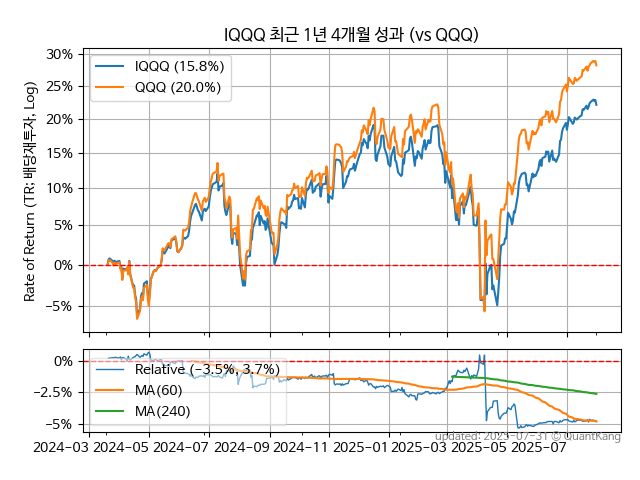 IQQQ 최근 1년 4개월 성과 (vs QQQ)
Rate of Return (TR: 배당재투자, Log)
30%
25%
20%
15%
10%
5%
0%
−5%
IQQQ (15.8%)
QQQ (20.0%)
0%
−2.5%
−5%
Relative (−3.5%, 3.7%)
MA(60)
MA(240)
2024-03 2024-05 2024-07 2024-09 2024-11 2025-01 2025-03 2025-05 2025-07
updated: 2025-07-31 © QuantKang